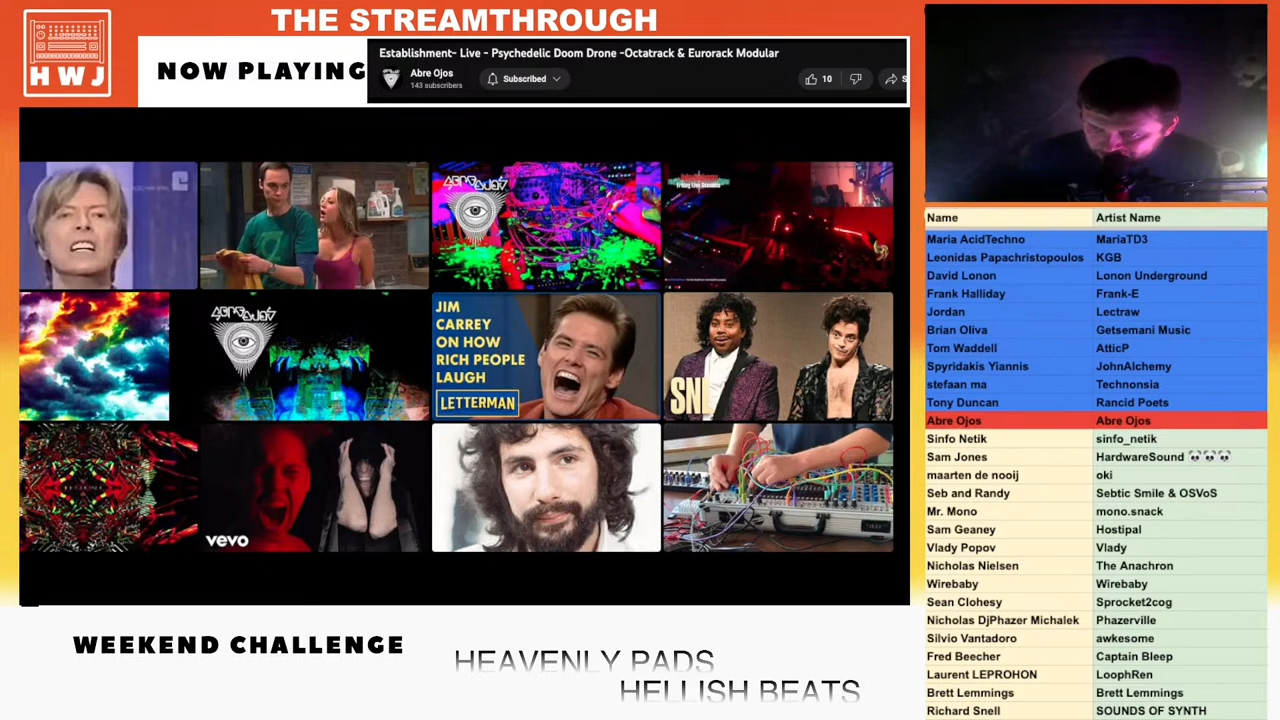 HWJ
THE STREAMTHROUGH
NOW PLAYING
Establishment- Live - Psychedelic Doom Drone -Octatrack & Eurorack Modular
Abre Ojos
143 subscribers
Subscribed
10
S
JIM
CARREY
ON HOW
RICH PEOPLE
LAUGH
LETTERMAN
SNL
vevo
WEEKEND CHALLENGE
HEAVENLY PADS
HELLISH BEATS
Name Artist Name
Maria AcidTechno MariaTD3
Leonidas Papachristopoulos KGB
David Lonon Lonon Underground
Frank Halliday Frank-E
Jordan Lectraw
Brian Oliva Getsemani Music
Tom Waddell AtticP
Spyridakis Yiannis JohnAlchemy
stefaan ma Technonsia
Tony Duncan Rancid Poets
Abre Ojos Abre Ojos
Sinfo Netik sinfo_netik
Sam Jones HardwareSound 🐼🐼🐼
maarten de nooij oki
Seb and Randy Sebtic Smile & OSVoS
Mr. Mono mono.snack
Sam Geaney Hostipal
Vlady Popov Vlady
Nicholas Nielsen The Anachron
Wirebaby Wirebaby
Sean Clohesy Sprocket2cog
Nicholas DjPhazer Michalek Phazerville
Silvio Vantadoro awkesome
Fred Beecher Captain Bleep
Laurent LEPROHON LoophRen
Brett Lemmings Brett Lemmings
Richard Snell SOUNDS OF SYNTH